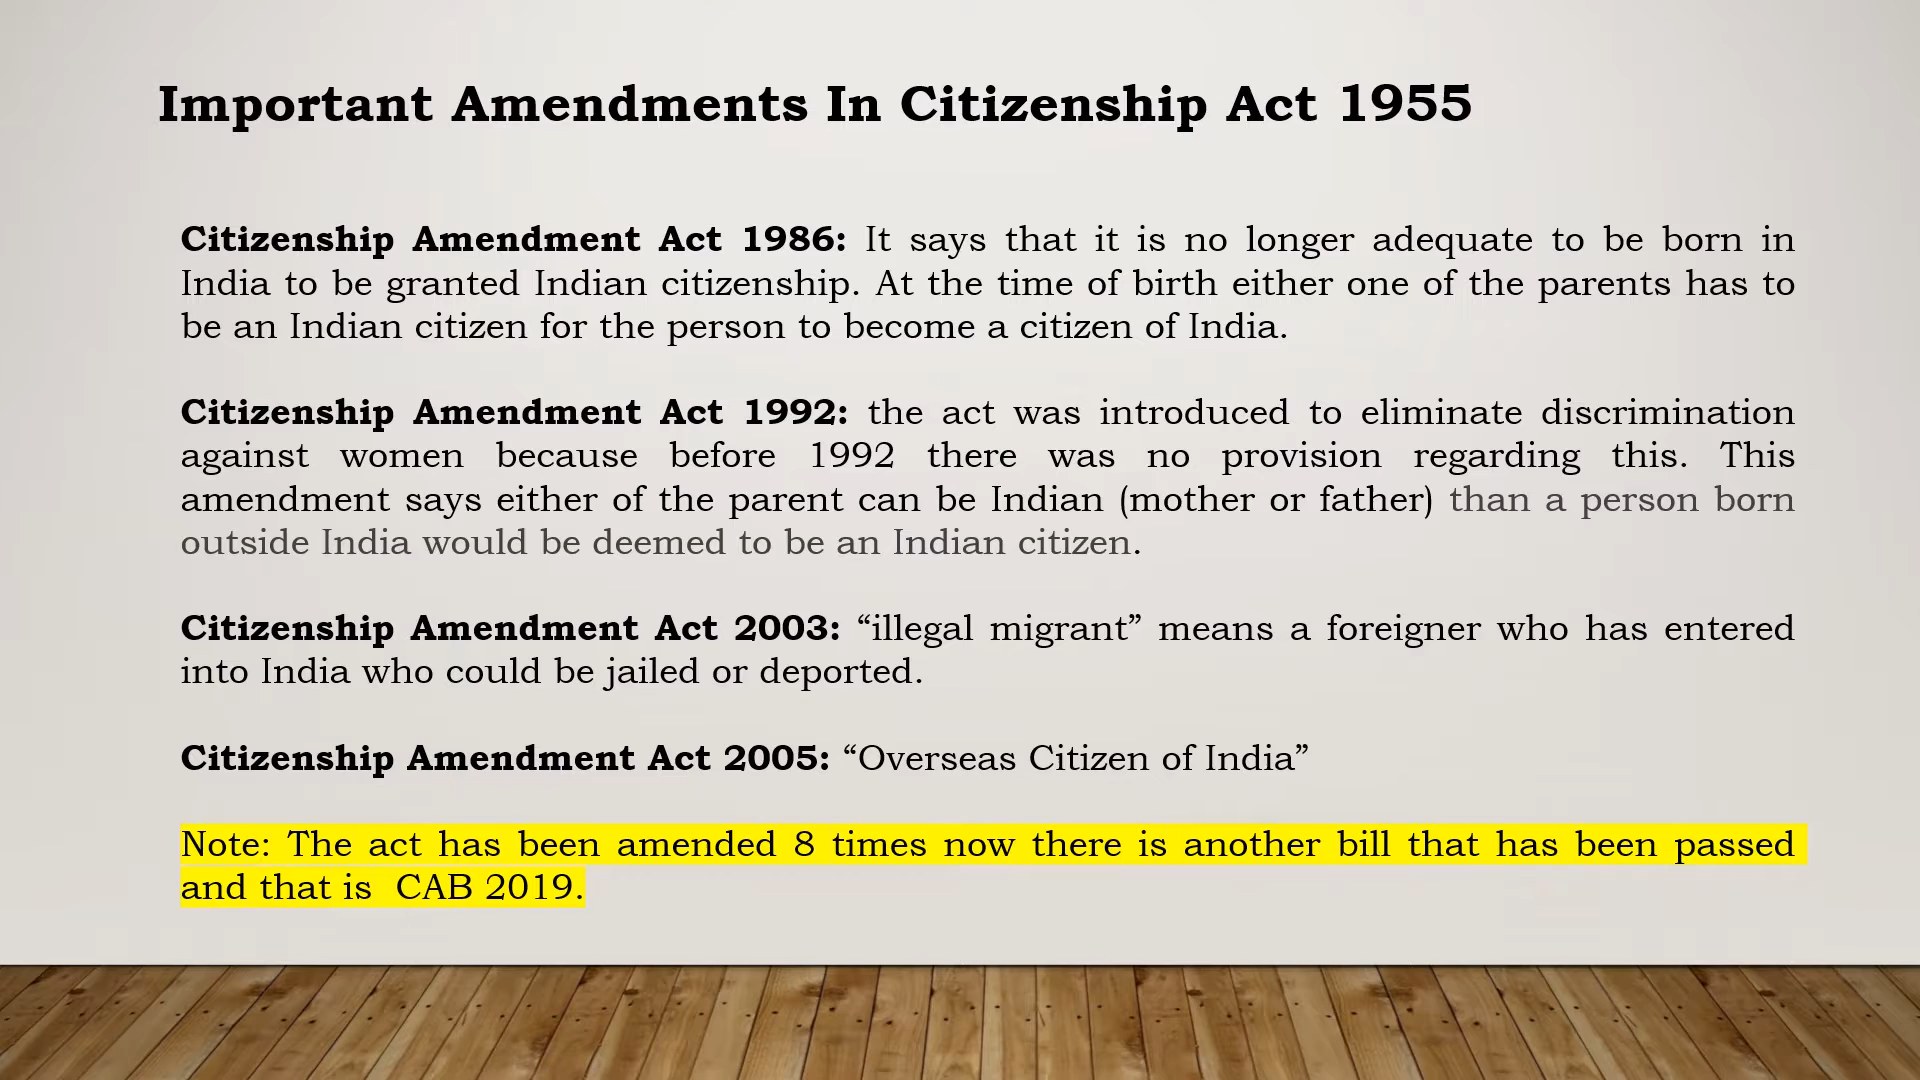 Important Amendments In Citizenship Act 1955
Citizenship Amendment Act 1986: It says that it is no longer adequate to be born in
India to be granted Indian citizenship. At the time of birth either one of the parents has to
be an Indian citizen for the person to become a citizen of India.
Citizenship Amendment Act 1992: the act was introduced to eliminate discrimination
against women because before 1992 there was no provision regarding this. This
amendment says either of the parent can be Indian (mother or father) than a person born
outside India would be deemed to be an Indian citizen.
Citizenship Amendment Act 2003: “illegal migrant” means a foreigner who has entered
into India who could be jailed or deported.
Citizenship Amendment Act 2005: “Overseas Citizen of India”
Note: The act has been amended 8 times now there is another bill that has been passed
and that is  CAB 2019.